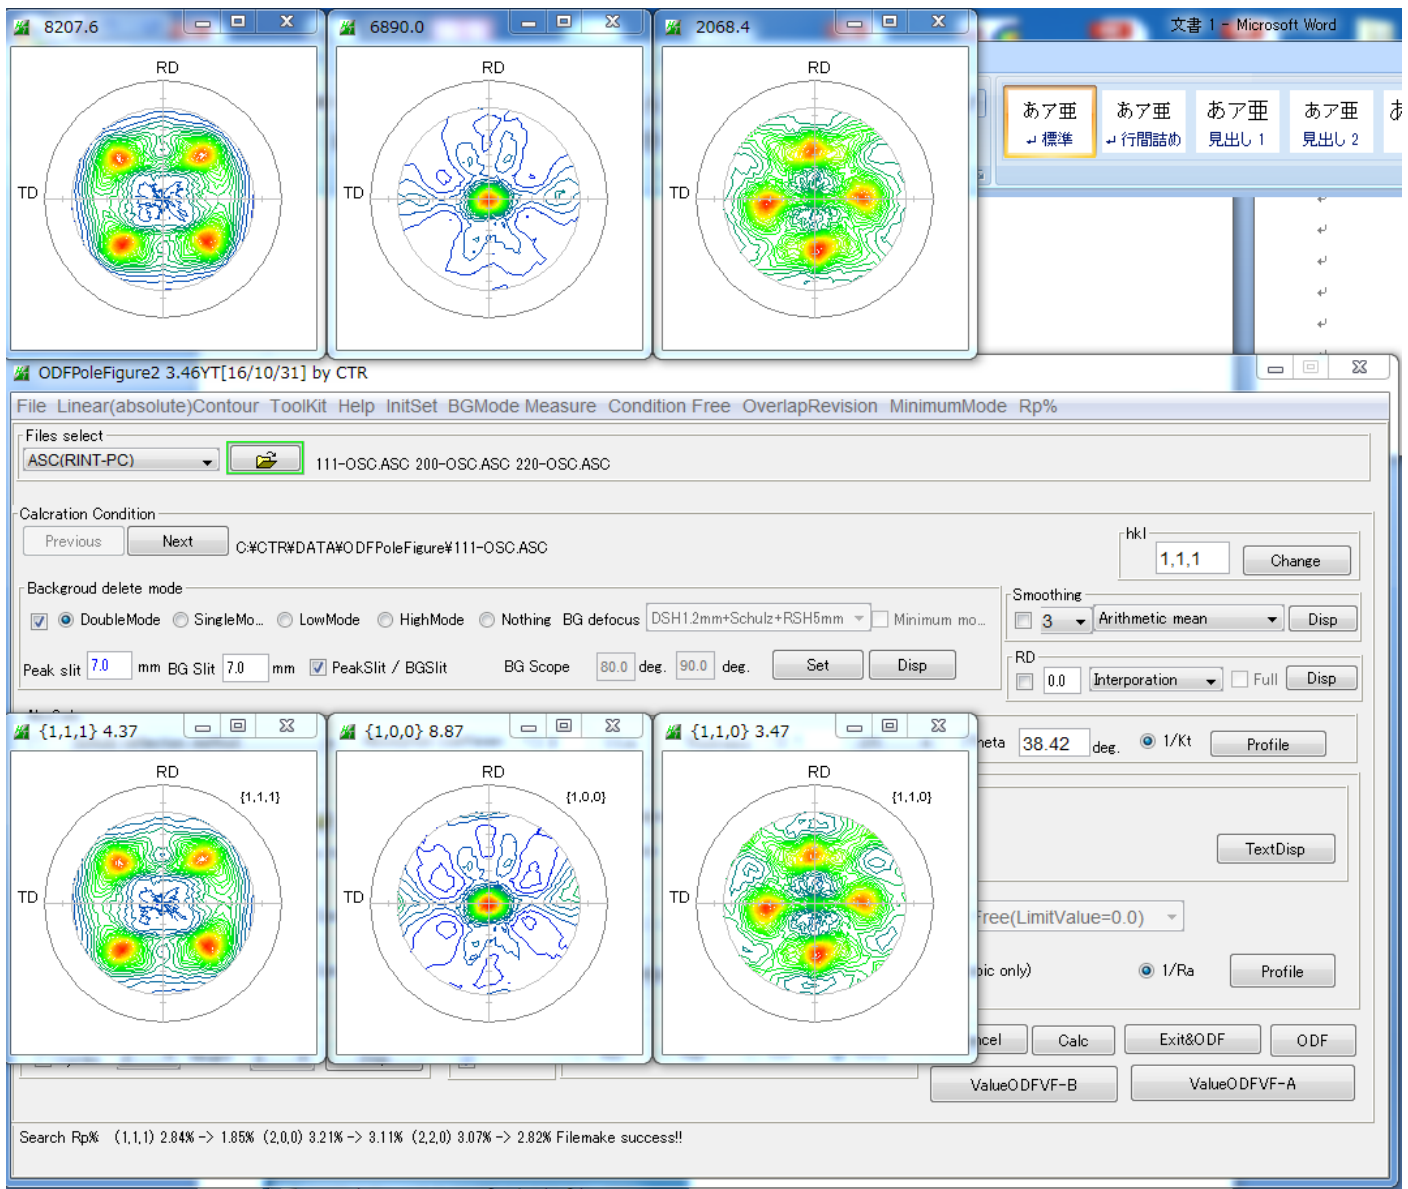 8207.6
6890.0
2068.4
文書 1 - Microsoft Word
RD
RD
RD
TD
TD
TD
あア亜
あア亜
あア亜
あア亜
↵ 標準
↵ 行間詰め
見出し 1
見出し 2
ODFPoleFigure2 3.46YT[16/10/31] by CTR
File Linear(absolute)Contour ToolKit Help InitSet BGMode Measure Condition Free OverlapRevision MinimumMode Rp%
Files select
ASC(RINT-PC)
111-OSC.ASC 200-OSC.ASC 220-OSC.ASC
Calcration Condition
Previous Next C:¥CTR¥DATA¥ODFPoleFigure¥111-OSC.ASC
hkl
1,1,1 Change
Backgroud delete mode
DoubleMode SingleMo... LowMode HighMode Nothing BG defocus DSH1.2mm+Schulz+RSH5mm Minimum mo...
Peak slit 7.0 mm BG Slit 7.0 mm PeakSlit / BGSlit BG Scope 80.0 deg. 90.0 deg. Set Disp
Smoothing
3 Arithmetic mean Disp
RD
0.0 Interporation Full Disp
{1,1,1} 4.37
{1,0,0} 8.87
{1,1,0} 3.47
38.42 deg. 1/Kt Profile
RD
RD
RD
{1,1,1}
{1,0,0}
{1,1,0}
TD
TD
TD
TextDisp
Free(LimitValue=0.0)
1/Ra Profile
Calc Exit&ODF ODF
ValueODFVF-B ValueODFVF-A
Search Rp% (1,1,1) 2.84% -> 1.85% (2,0,0) 3.21% -> 3.11% (2,2,0) 3.07% -> 2.82% Filemake success!!